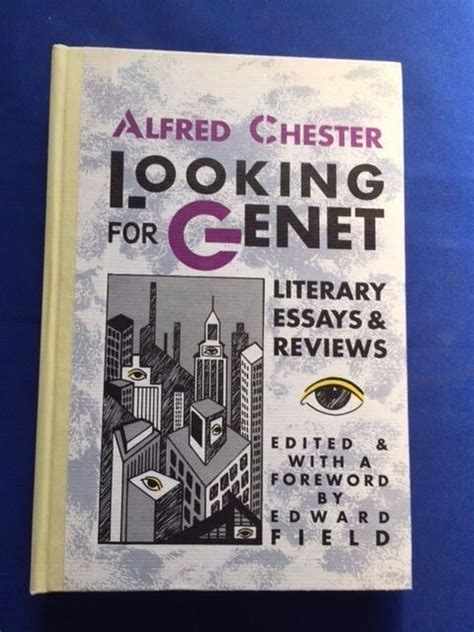 ALFRED CHESTER
LOOKING
FOR GENET
LITERARY
ESSAYS &
REVIEWS
EDITED &
WITH A
FOREWORD
BY
EDWARD
FIELD